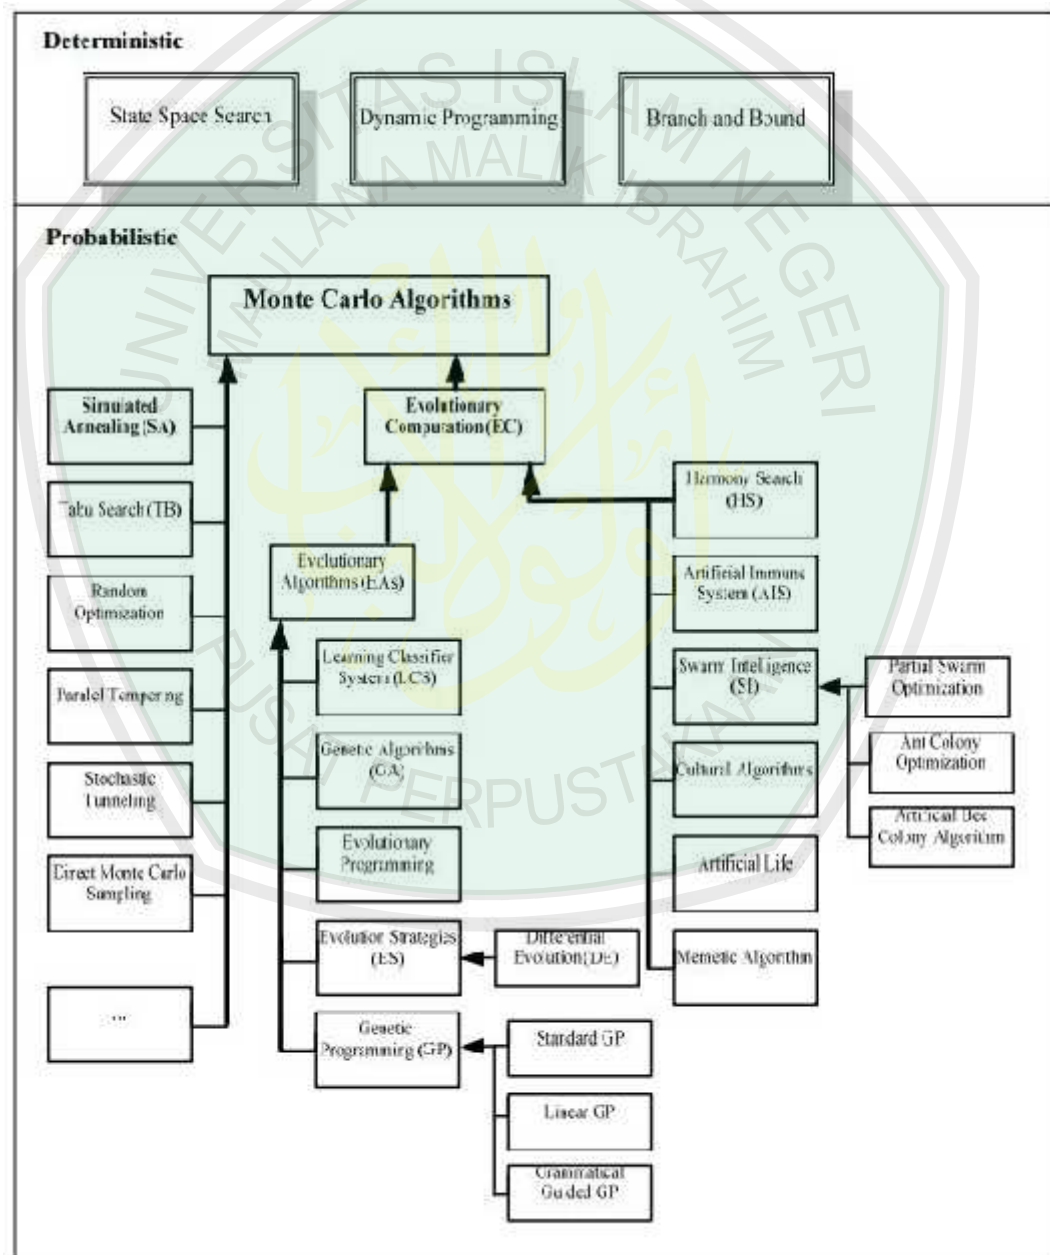 Deterministic
State Space Search
Dynamic Programming
Branch and Bound
Probabilistic
Monte Carlo Algorithms
Simulated
Annealing (SA)
Tabu Search (TB)
Random
Optimization
Paralel Tempering
Stochastic
Tunneling
Direct Monte Carlo
Sampling
...
Evolutionary
Compuration (EC)
Evolutionary
Algorithms (EAs)
Learning Classifier
System (LCS)
Genetic Algorithms
(GA)
Evolutionary
Programming
Evolution Strategies
(ES)
Differential
Evolution (DE)
Genetic
Programming (GP)
Standard GP
Linear GP
Grammatical
Guided GP
Harmony Search
(HS)
Artificial Immune
System (AIS)
Swarm Intelligence
(SI)
Partial Swarm
Optimization
Ant Colony
Optimization
Artificial Bee
Colony Algorithm
Cultural Algorithms
Artificial Life
Memetic Algorithm
UNIVERSITAS ISLAM NEGERI
MAULANA MALIK IBRAHIM
PUSAT PERPUSTAKAAN